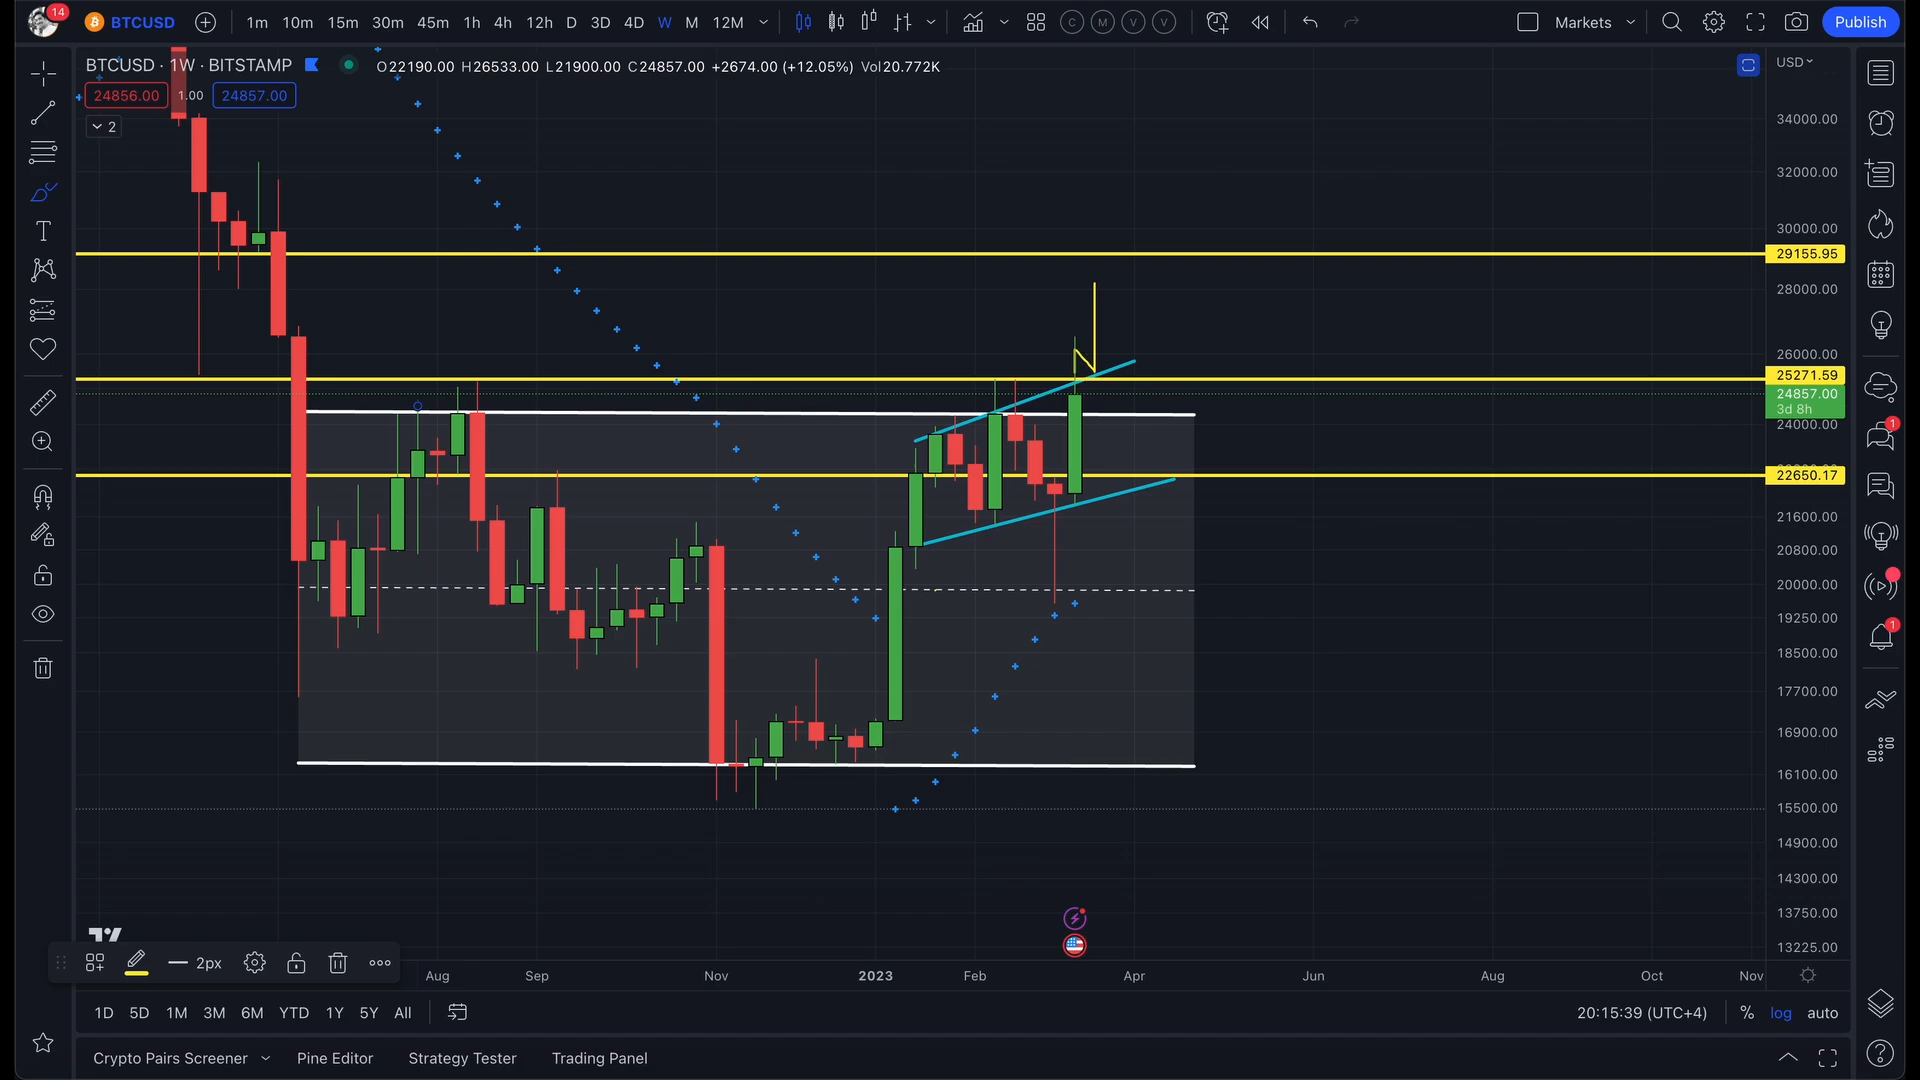 14
BTCUSD
1m 10m 15m 30m 45m 1h 4h 12h D 3D 4D W M 12M
C M V V
Markets
Publish
BTCUSD · 1W · BITSTAMP
O22190.00 H26533.00 L21900.00 C24857.00 +2674.00 (+12.05%) Vol20.772K
USD
24856.00 1.00 24857.00
2
34000.00
32000.00
30000.00
29155.95
28000.00
26000.00
25271.59
24857.00
3d 8h
24000.00
22650.17
21600.00
20800.00
20000.00
19250.00
18500.00
17700.00
16900.00
16100.00
15500.00
14900.00
14300.00
13750.00
13225.00
1
1
2px
Aug Sep Nov 2023 Feb Apr Jun Aug Oct Nov
1D 5D 1M 3M 6M YTD 1Y 5Y All
20:15:39 (UTC+4) % log auto
Crypto Pairs Screener Pine Editor Strategy Tester Trading Panel